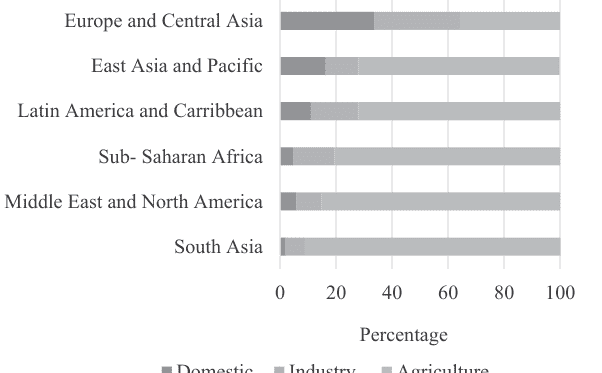 Europe and Central Asia
East Asia and Pacific
Latin America and Carribbean
Sub- Saharan Africa
Middle East and North America
South Asia
0 20 40 60 80 100
Percentage
Domestic Industry Agriculture